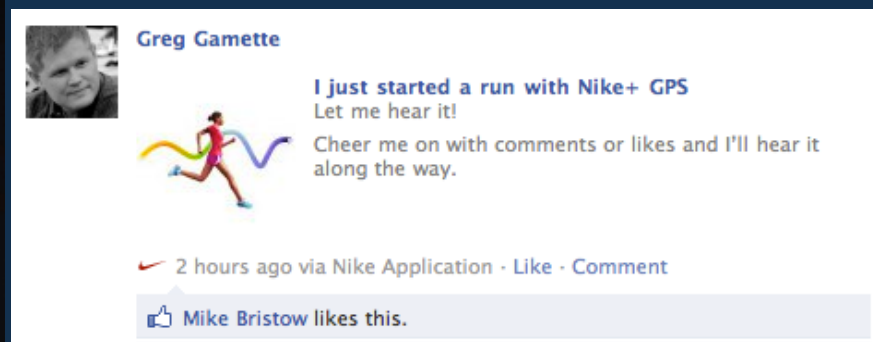 Greg Gamette
I just started a run with Nike+ GPS
Let me hear it!
Cheer me on with comments or likes and I'll hear it
along the way.
2 hours ago via Nike Application · Like · Comment
Mike Bristow likes this.